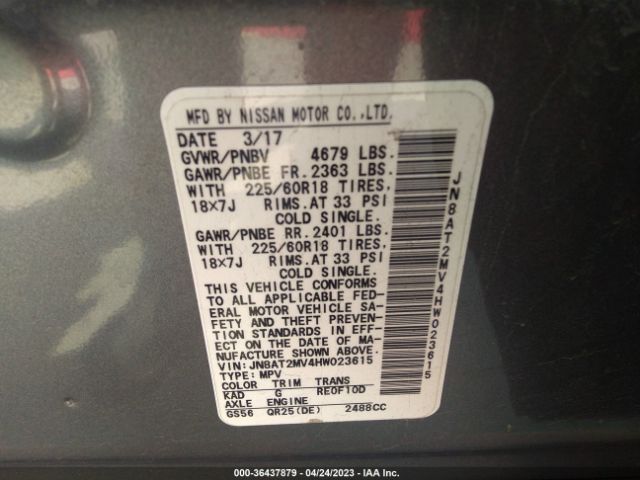 MFD BY NISSAN MOTOR CO.,LTD.
DATE 3/17
GVWR/PNBV 4679 LBS.
GAWR/PNBE FR. 2363 LBS.
WITH 225/60R18 TIRES,
18X7J RIMS.AT 33 PSI
COLD SINGLE.
GAWR/PNBE RR. 2401 LBS.
WITH 225/60R18 TIRES,
18X7J RIMS.AT 33 PSI
COLD SINGLE.
THIS VEHICLE CONFORMS
TO ALL APPLICABLE FED-
ERAL MOTOR VEHICLE SA-
FETY AND THEFT PREVEN-
TION STANDARDS IN EFF-
ECT ON THE DATE OF MA-
NUFACTURE SHOWN ABOVE.
VIN:JN8AT2MV4HW023615
TYPE:MPV
COLOR TRIM TRANS
KAD G RE0F10D
AXLE ENGINE
GS56 QR25(DE) 2488CC
JN8AT2MV4HW023615
000-36437879 - 04/24/2023 - IAA Inc.